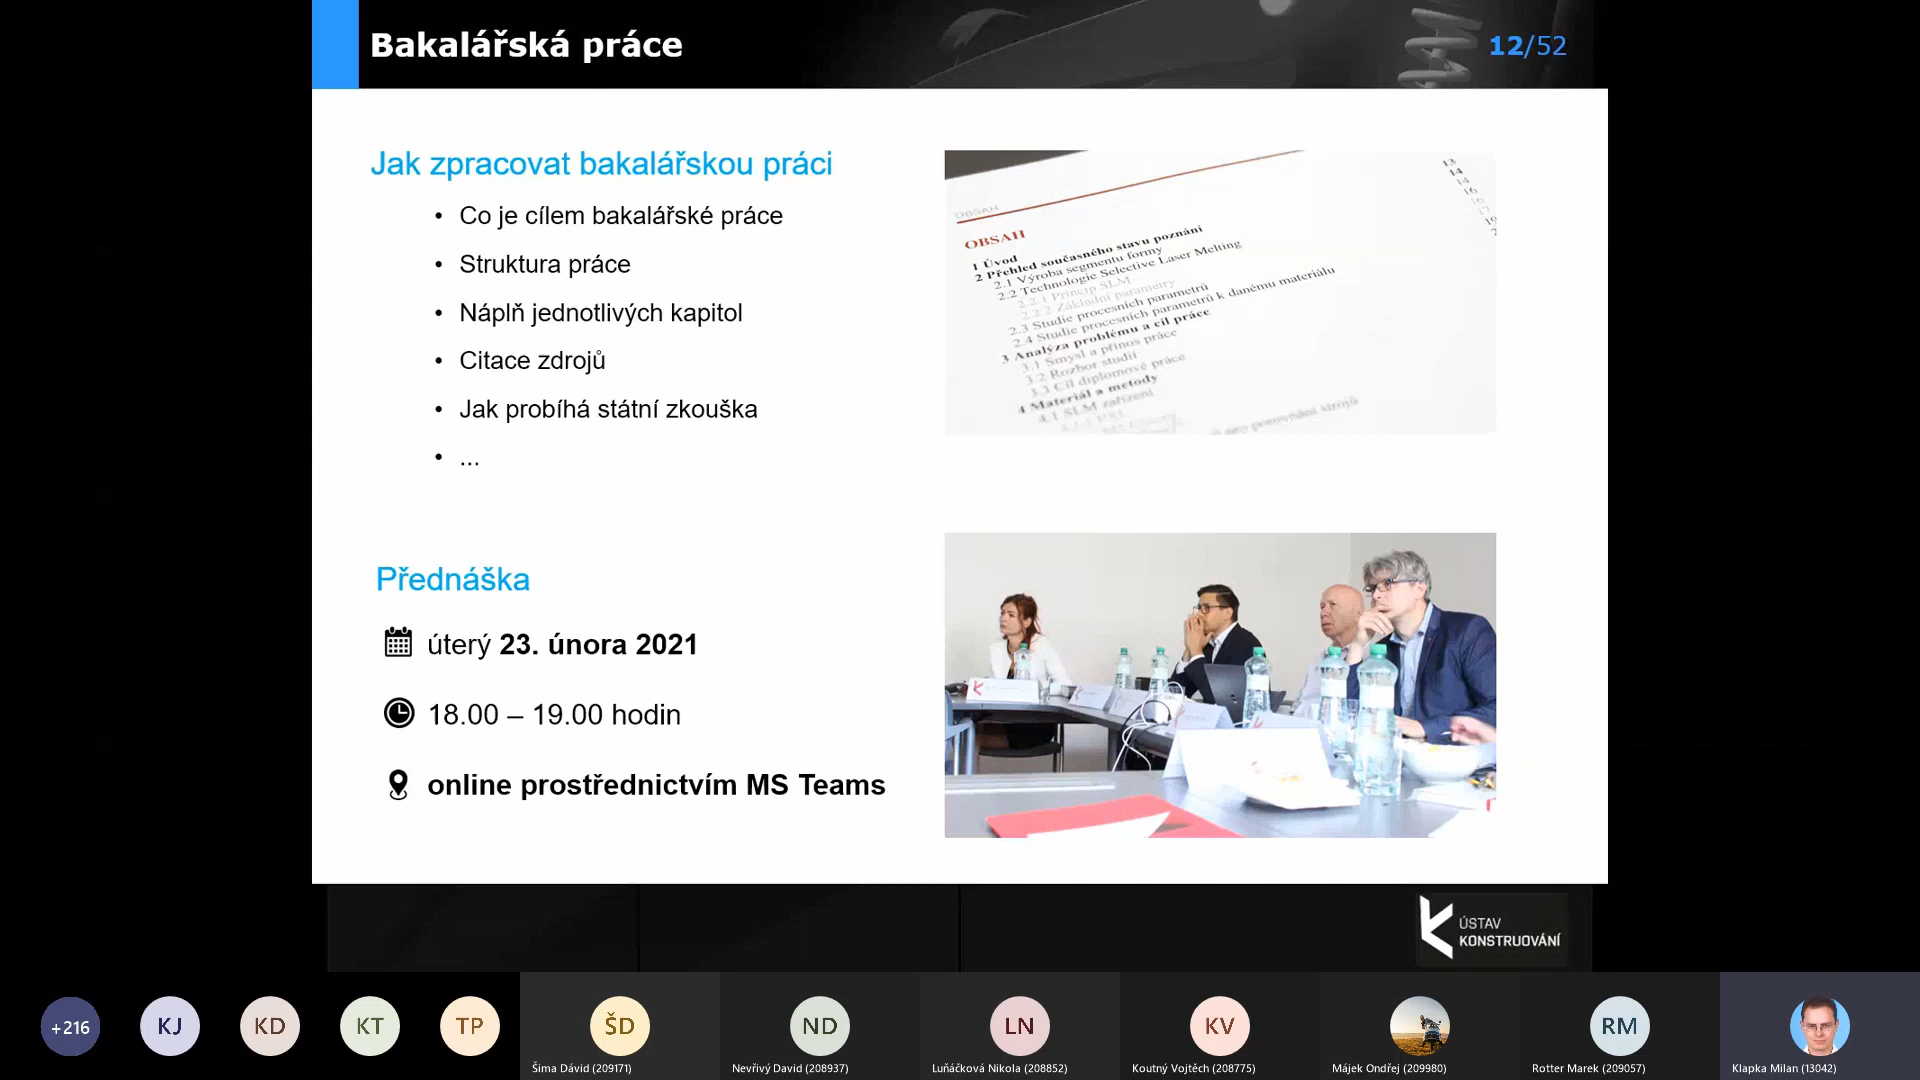 Bakalářská práce
12/52
Jak zpracovat bakalářskou práci
• Co je cílem bakalářské práce
• Struktura práce
• Náplň jednotlivých kapitol
• Citace zdrojů
• Jak probíhá státní zkouška
• ...
OBSAH
OBSAH
1 Úvod
2 Přehled současného stavu poznání
2.1 Výroba segmentu formy
2.2 Technologie Selective Laser Melting
2.2.1 Princip SLM
2.2.2 Základní parametry
2.3 Studie procesních parametrů
2.4 Studie procesních parametrů k danému materiálu
3 Analýza problému a cíl práce
3.1 Smysl a přínos práce
3.2 Rozbor studií
3.3 Cíl diplomové práce
4 Materiál a metody
4.1 SLM zařízení
13
14
14
16
Přednáška
úterý 23. února 2021
18.00 – 19.00 hodin
online prostřednictvím MS Teams
ÚSTAV
KONSTRUOVÁNÍ
+216
KJ
KD
KT
TP
ŠD
ND
LN
KV
RM
Šima Dávid (209171)
Nevřivý David (208937)
Luňáčková Nikola (208852)
Koutný Vojtěch (208775)
Májek Ondřej (209980)
Rotter Marek (209057)
Klapka Milan (13042)